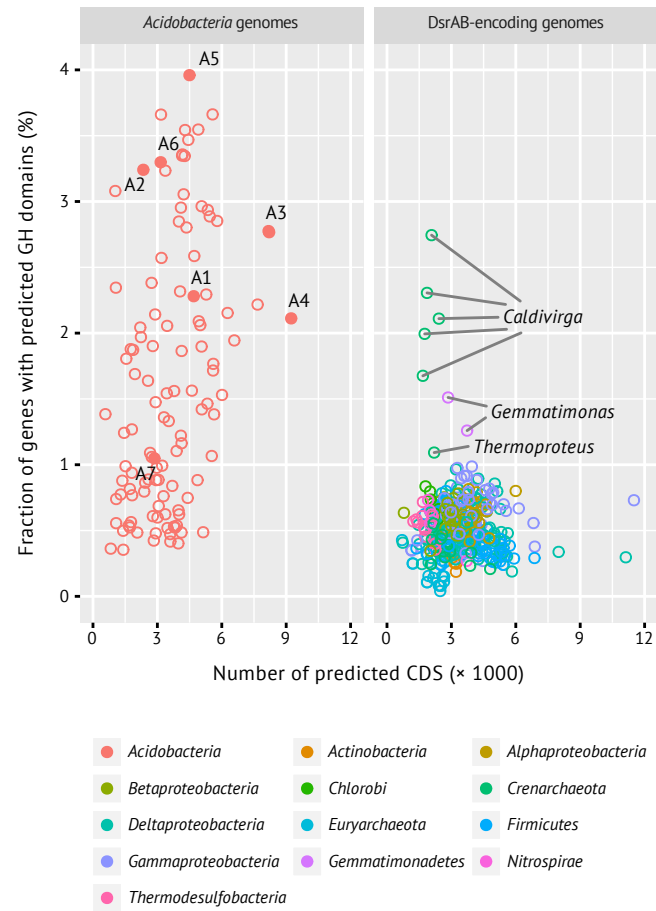 Acidobacteria genomes
DsrAB-encoding genomes
Fraction of genes with predicted GH domains (%)
4
3
2
1
0
A5
A6
A2
A3
A1
A4
A7
Caldivirga
Gemmatimonas
Thermoproteus
0 3 6 9 12
0 3 6 9 12
Number of predicted CDS (× 1000)
Acidobacteria
Actinobacteria
Alphaproteobacteria
Betaproteobacteria
Chlorobi
Crenarchaeota
Deltaproteobacteria
Euryarchaeota
Firmicutes
Gammaproteobacteria
Gemmatimonadetes
Nitrospirae
Thermodesulfobacteria